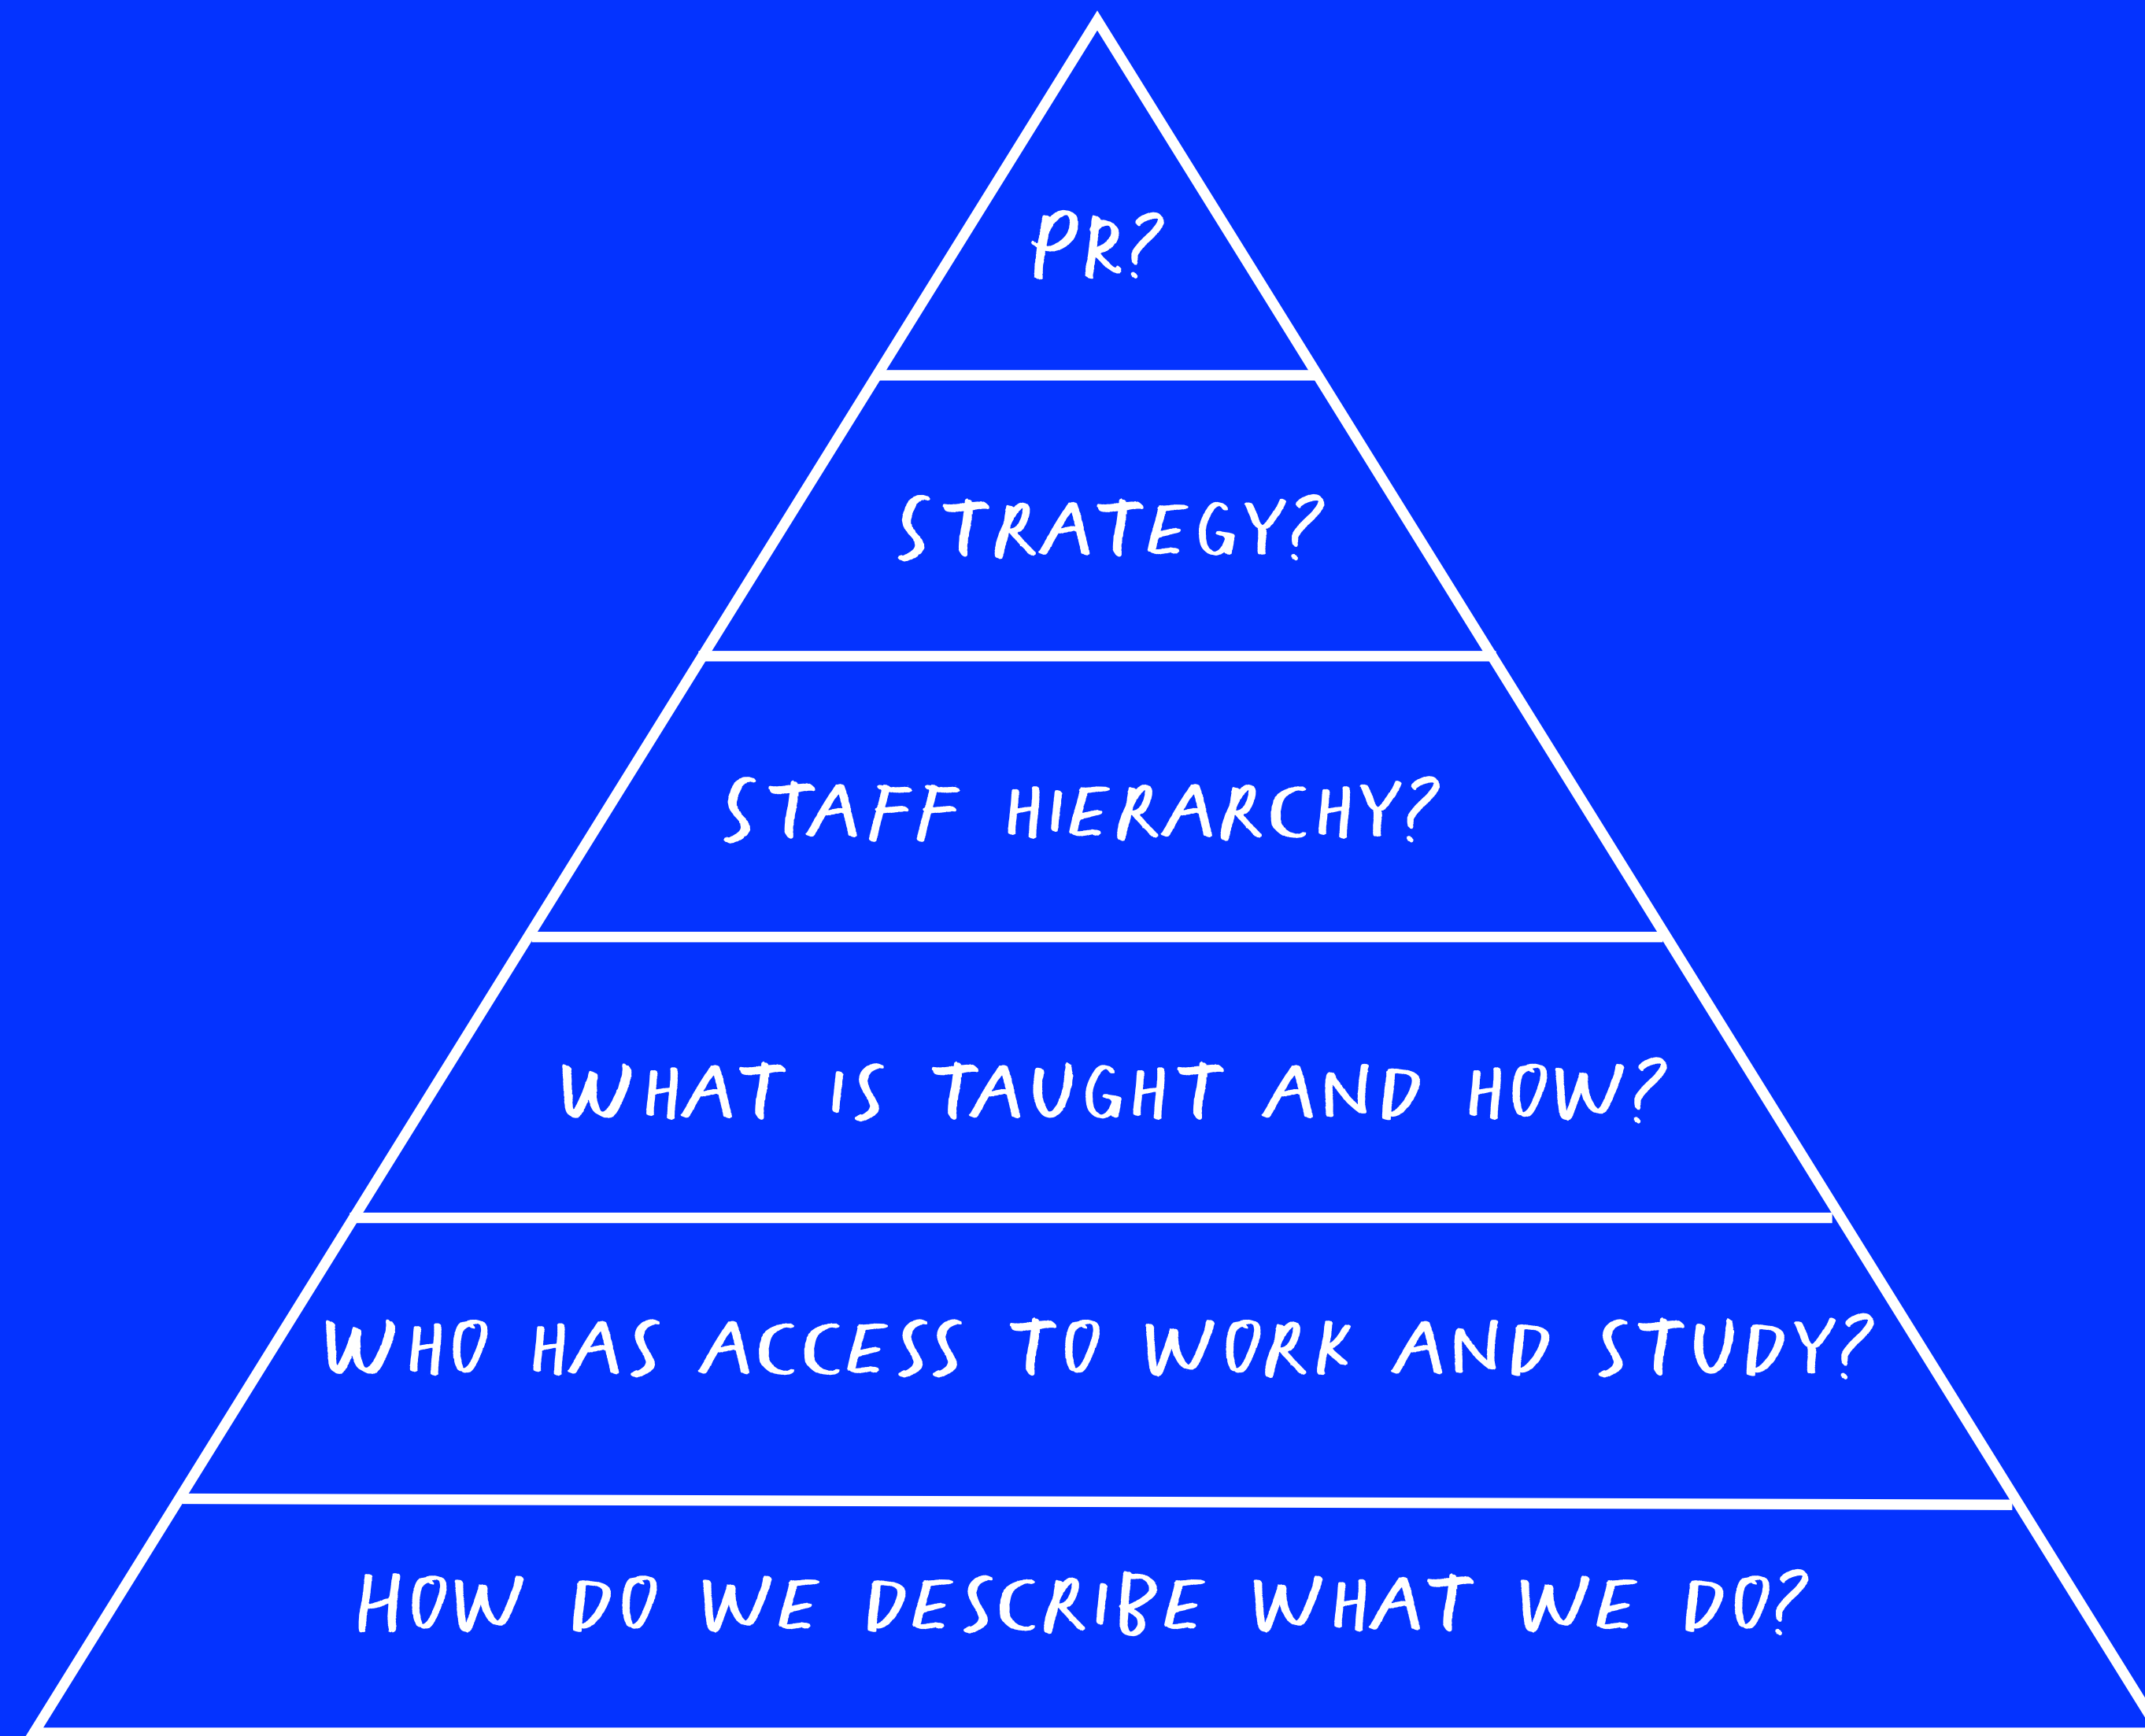 PR?
STRATEGY?
STAFF HIERARCHY?
WHAT IS TAUGHT AND HOW?
WHO HAS ACCESS TO WORK AND STUDY?
HOW DO WE DESCRIBE WHAT WE DO?